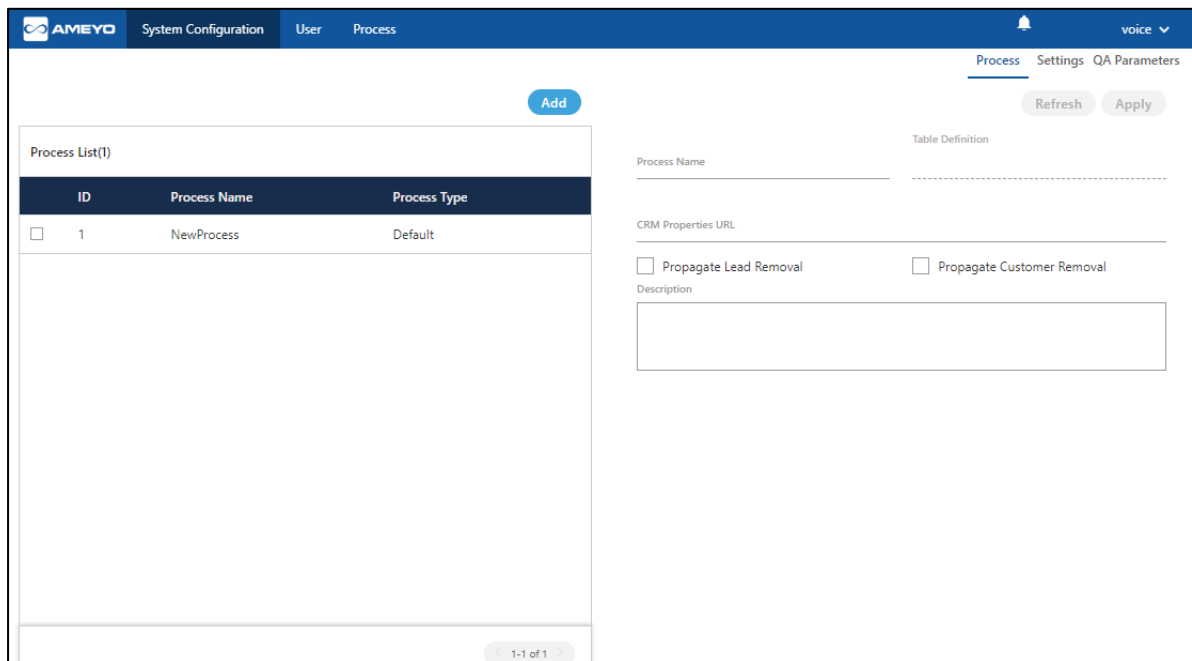 AMEYO System Configuration User Process voice
Process Settings QA Parameters
Add Refresh Apply
Process List(1)
ID Process Name Process Type
1 NewProcess Default
1-1 of 1
Table Definition
Process Name
CRM Properties URL
Propagate Lead Removal Propagate Customer Removal
Description